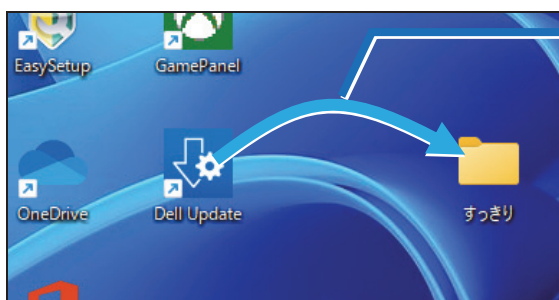 EasySetup
GamePanel
OneDrive
Dell Update
すっきり